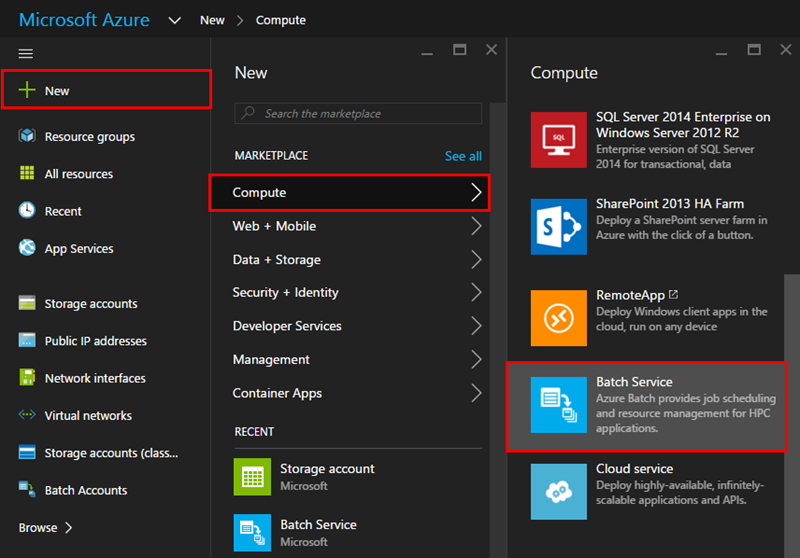 Microsoft Azure New > Compute
New
Resource groups
All resources
Recent
App Services
Storage accounts
Public IP addresses
Network interfaces
Virtual networks
Storage accounts (class...
Batch Accounts
Browse >
New
Search the marketplace
MARKETPLACE See all
Compute
Web + Mobile
Data + Storage
Security + Identity
Developer Services
Management
Container Apps
RECENT
Storage account
Microsoft
Batch Service
Microsoft
Compute
SQL
SQL Server 2014 Enterprise on
Windows Server 2012 R2
Enterprise version of SQL Server
2014 for transactional, data
S
SharePoint 2013 HA Farm
Deploy a SharePoint server farm in
Azure with the click of a button.
RemoteApp
Deploy Windows client apps in the
cloud, run on any device
Batch Service
Azure Batch provides job scheduling
and resource management for HPC
applications.
Cloud service
Deploy highly-available, infinitely-
scalable applications and APIs.